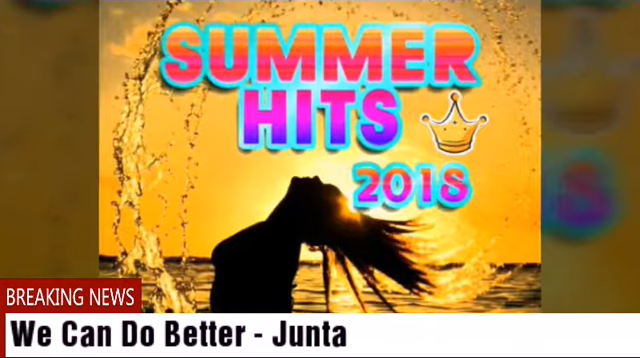 SUMMER
HITS
2018
BREAKING NEWS
We Can Do Better - Junta